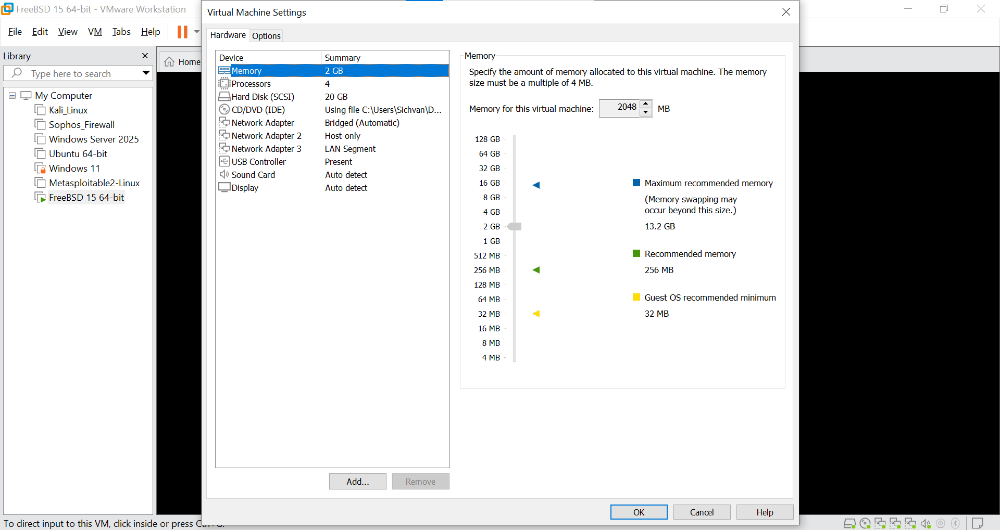 FreeBSD 15 64-bit - VMware Workstation
File Edit View VM Tabs Help
Library
Type here to search
My Computer
Kali_Linux
Sophos_Firewall
Windows Server 2025
Ubuntu 64-bit
Windows 11
Metasploitable2-Linux
FreeBSD 15 64-bit
Home
Virtual Machine Settings
Hardware Options
Device Summary
Memory 2 GB
Processors 4
Hard Disk (SCSI) 20 GB
CD/DVD (IDE) Using file C:\Users\Sichvan\D...
Network Adapter Bridged (Automatic)
Network Adapter 2 Host-only
Network Adapter 3 LAN Segment
USB Controller Present
Sound Card Auto detect
Display Auto detect
Add... Remove
Memory
Specify the amount of memory allocated to this virtual machine. The memory
size must be a multiple of 4 MB.
Memory for this virtual machine: 2048 MB
128 GB
64 GB
32 GB
16 GB
8 GB
4 GB
2 GB
1 GB
512 MB
256 MB
128 MB
64 MB
32 MB
16 MB
8 MB
4 MB
Maximum recommended memory
(Memory swapping may
occur beyond this size.)
13.2 GB
Recommended memory
256 MB
Guest OS recommended minimum
32 MB
OK Cancel Help
To direct input to this VM, click inside or press